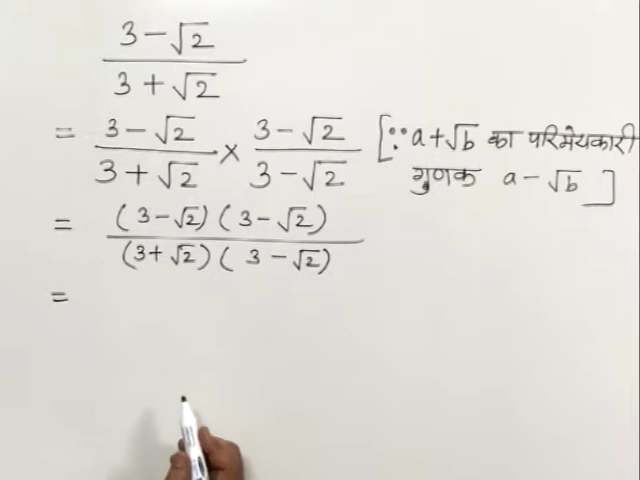 3 - √2
3 + √2
= 3 - √2 / 3 + √2 × 3 - √2 / 3 - √2 [∵ a + √b का परिमेयकारी
गुणक a - √b ]
= (3 - √2) (3 - √2)
(3 + √2) (3 - √2)
=